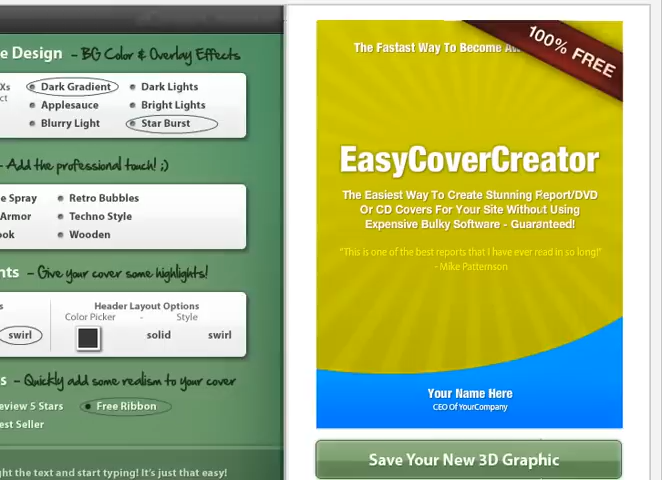 e Design - BG Color & Overlay Effects
Xs
ct
Dark Gradient
Dark Lights
Applesauce
Bright Lights
Blurry Light
Star Burst
- Add the professional touch! ;)
e Spray
Retro Bubbles
Armor
Techno Style
ook
Wooden
nts - Give your cover some highlights!
s
Header Layout Options
Color Picker - Style
swirl
solid
swirl
s - Quickly add some realism to your cover
eview 5 Stars
Free Ribbon
est Seller
ght the text and start typing! It's just that easy!
The Fastest Way To Become
100% FREE
EasyCoverCreator
The Easiest Way To Create Stunning Report/DVD
Or CD Covers For Your Site Without Using
Expensive Bulky Software - Guaranteed!
"This is one of the best reports that I have ever read in so long!"
- Mike Patternson
Your Name Here
CEO Of YourCompany
Save Your New 3D Graphic